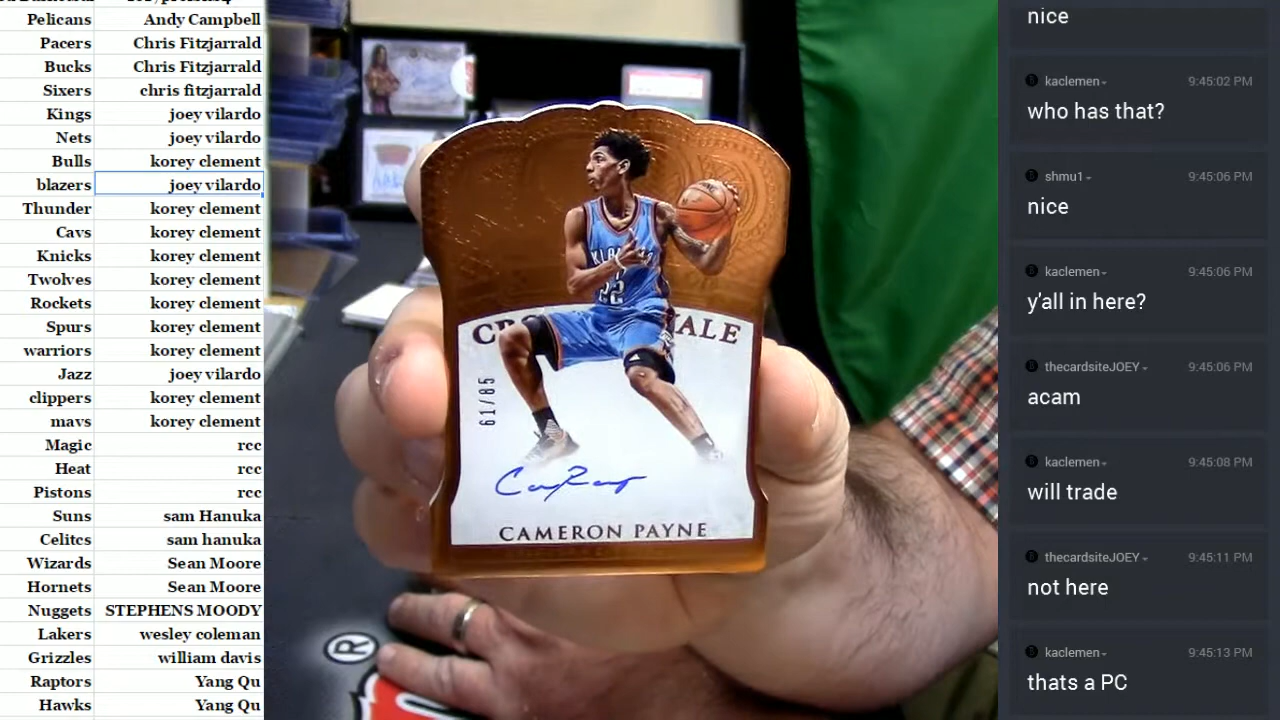 Pelicans Andy Campbell
Pacers Chris Fitzjarrald
Bucks Chris Fitzjarrald
Sixers chris fitzjarrald
Kings joey vilardo
Nets joey vilardo
Bulls korey clement
blazers joey vilardo
Thunder korey clement
Cavs korey clement
Knicks korey clement
Twolves korey clement
Rockets korey clement
Spurs korey clement
warriors korey clement
Jazz joey vilardo
clippers korey clement
mavs korey clement
Magic rcc
Heat rcc
Pistons rcc
Suns sam Hanuka
Celitcs sam hanuka
Wizards Sean Moore
Hornets Sean Moore
Nuggets STEPHENS MOODY
Lakers wesley coleman
Grizzles william davis
Raptors Yang Qu
Hawks Yang Qu
22
61/85
CAMERON PAYNE
®
nice
kaclemen 9:45:02 PM
who has that?
shmu1 9:45:06 PM
nice
kaclemen 9:45:06 PM
y'all in here?
thecardsiteJOEY 9:45:06 PM
acam
kaclemen 9:45:08 PM
will trade
thecardsiteJOEY 9:45:11 PM
not here
kaclemen 9:45:13 PM
thats a PC